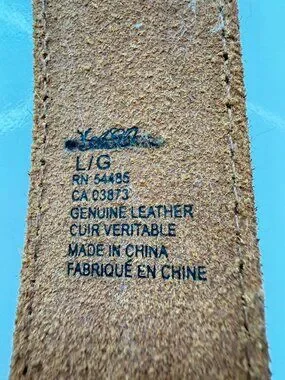 L/G
RN 54485
CA 03873
GENUINE LEATHER
CUIR VERITABLE
MADE IN CHINA
FABRIQUÉ EN CHINE